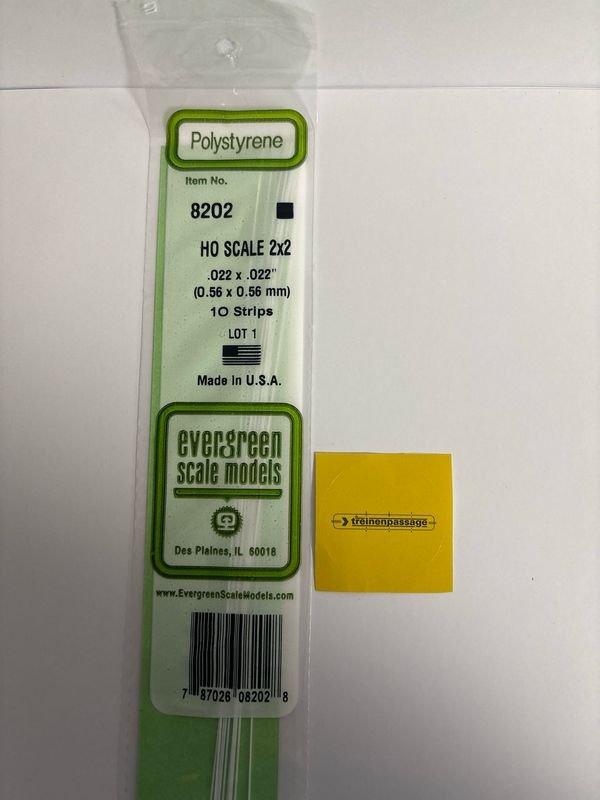 Polystyrene
Item No.
8202
HO SCALE 2x2
.022 x .022"
(0.56 x 0.56 mm)
10 Strips
LOT 1
Made in U.S.A.
evergreen
scale models
Des Plaines, IL 60018
www.EvergreenScaleModels.com
7 87026 08202 8
treinenpassage